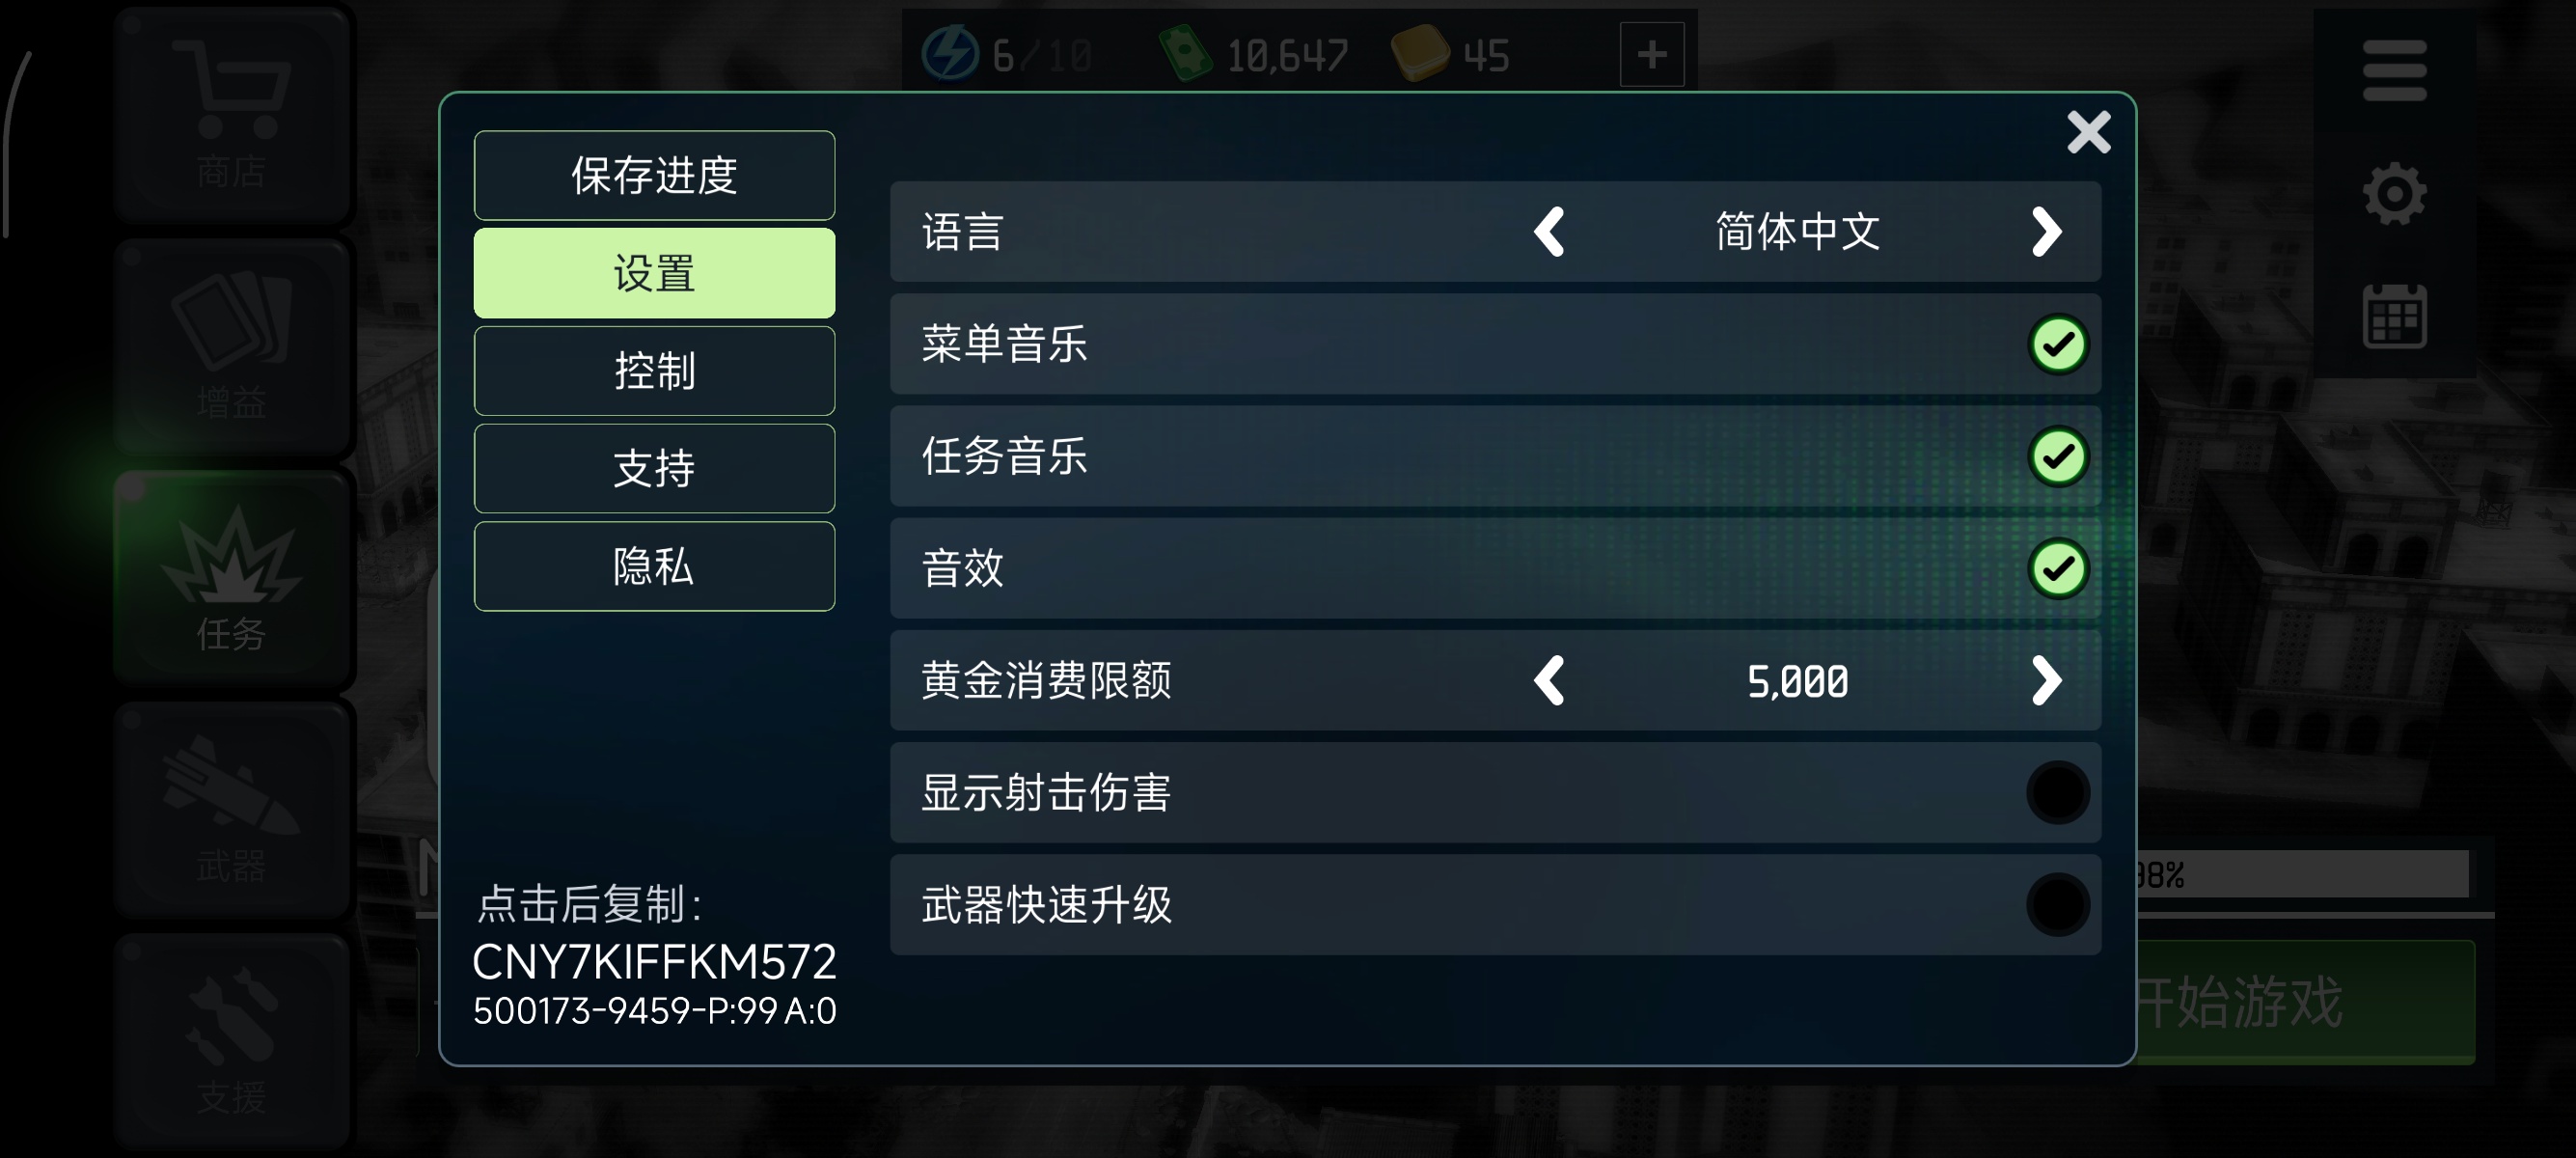 6/10
10,647
45
商店
增益
任务
武器
支援
保存进度
设置
控制
支持
隐私
点击后复制:
CNY7KIFFKM572
500173-9459-P:99 A:0
语言
简体中文
菜单音乐
任务音乐
音效
黄金消费限额
5,000
显示射击伤害
武器快速升级
98%
开始游戏